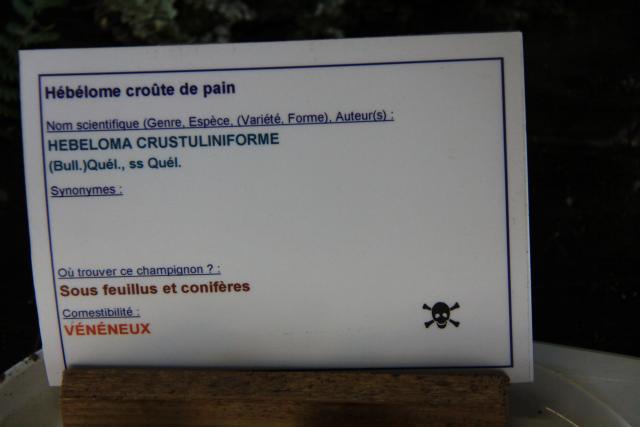 Hébélome croûte de pain
Nom scientifique (Genre, Espèce, (Variété, Forme), Auteur(s) :
HEBELOMA CRUSTULINIFORME
(Bull.)Quél., ss Quél.
Synonymes :
Où trouver ce champignon ? :
Sous feuillus et conifères
Comestibilité :
VÉNÉNEUX